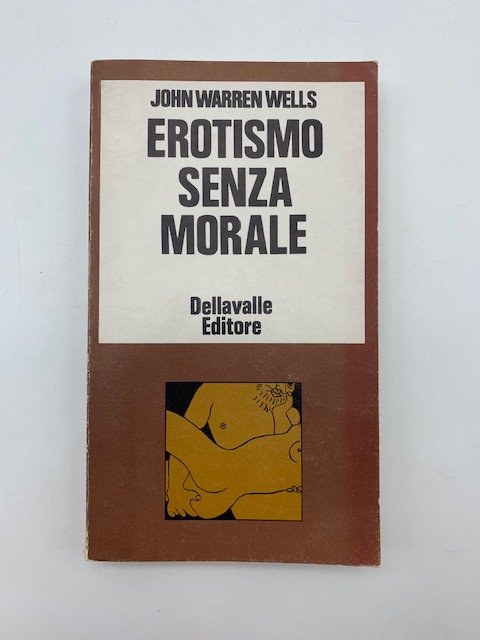 JOHN WARREN WELLS
EROTISMO
SENZA
MORALE
Dellavalle
Editore